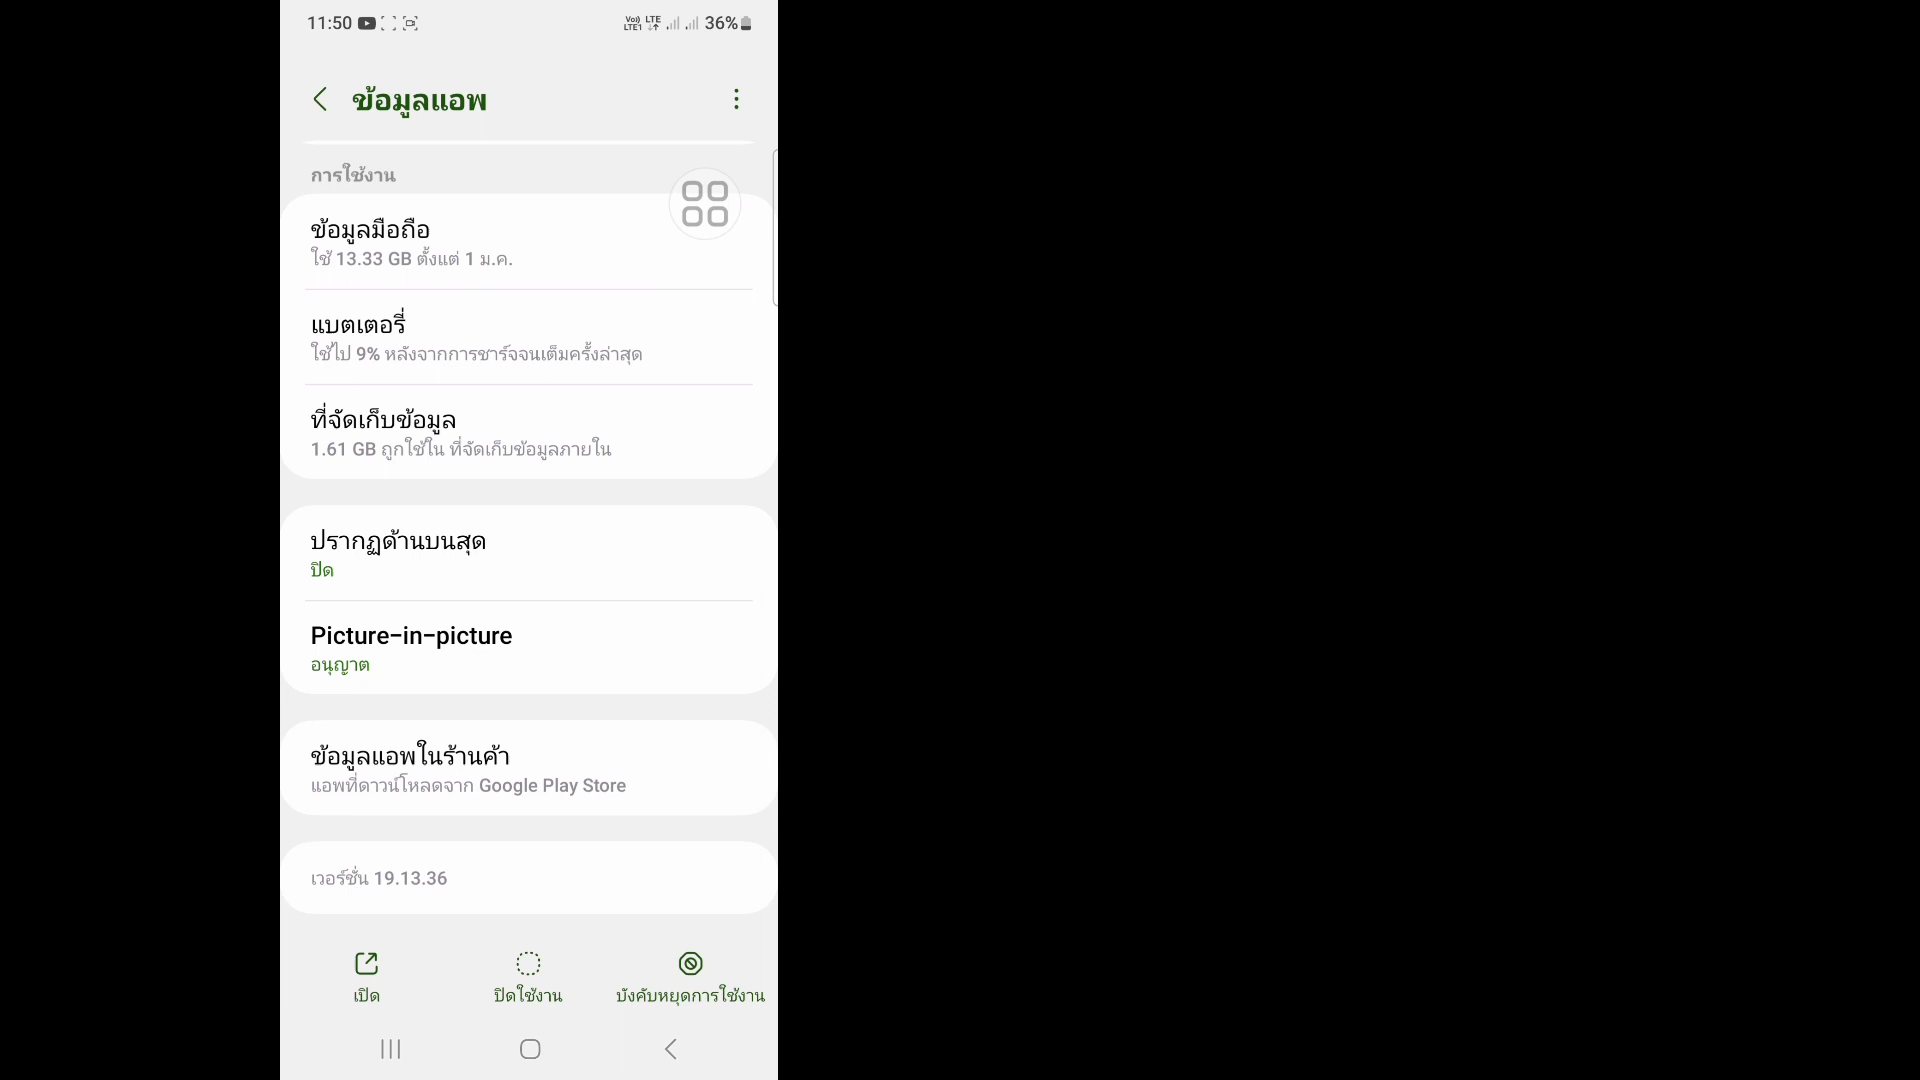 11:50 Vo)) LTE1 LTE 36%
ข้อมูลแอพ
การใช้งาน
ข้อมูลมือถือ
ใช้ 13.33 GB ตั้งแต่ 1 ม.ค.
แบตเตอรี่
ใช้ไป 9% หลังจากการชาร์จจนเต็มครั้งล่าสุด
ที่จัดเก็บข้อมูล
1.61 GB ถูกใช้ใน ที่จัดเก็บข้อมูลภายใน
ปรากฏด้านบนสุด
ปิด
Picture-in-picture
อนุญาต
ข้อมูลแอพในร้านค้า
แอพที่ดาวน์โหลดจาก Google Play Store
เวอร์ชั่น 19.13.36
เปิด ปิดใช้งาน บังคับหยุดการใช้งาน